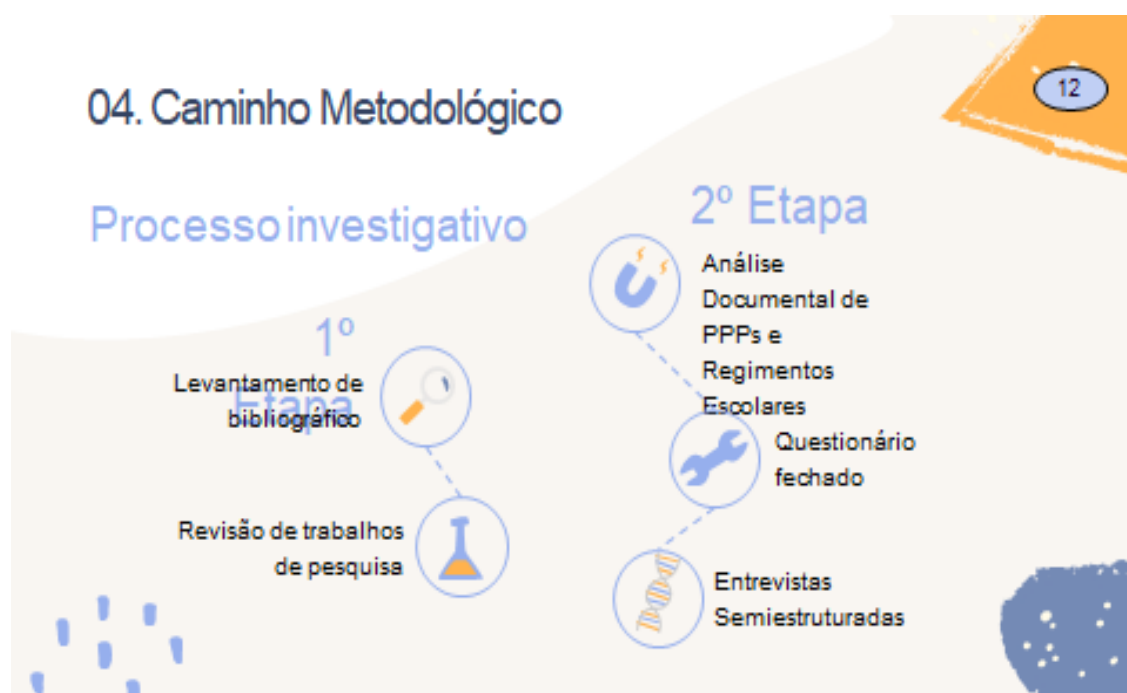 04. Caminho Metodológico
12
Processo investigativo
1º
Etapa
Levantamento de
bibliográfico
Revisão de trabalhos
de pesquisa
2º Etapa
Análise
Documental de
PPPs e
Regimentos
Escolares
Questionário
fechado
Entrevistas
Semiestruturadas